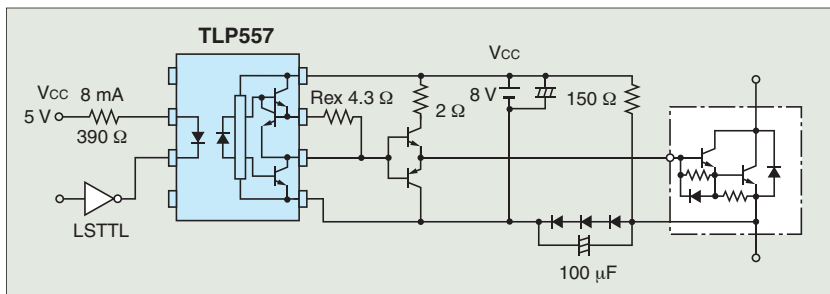 TLP557
VCC 8 mA
5 V
390 Ω
LSTTL
Rex 4.3 Ω
2 Ω
VCC
8 V
150 Ω
100 μF